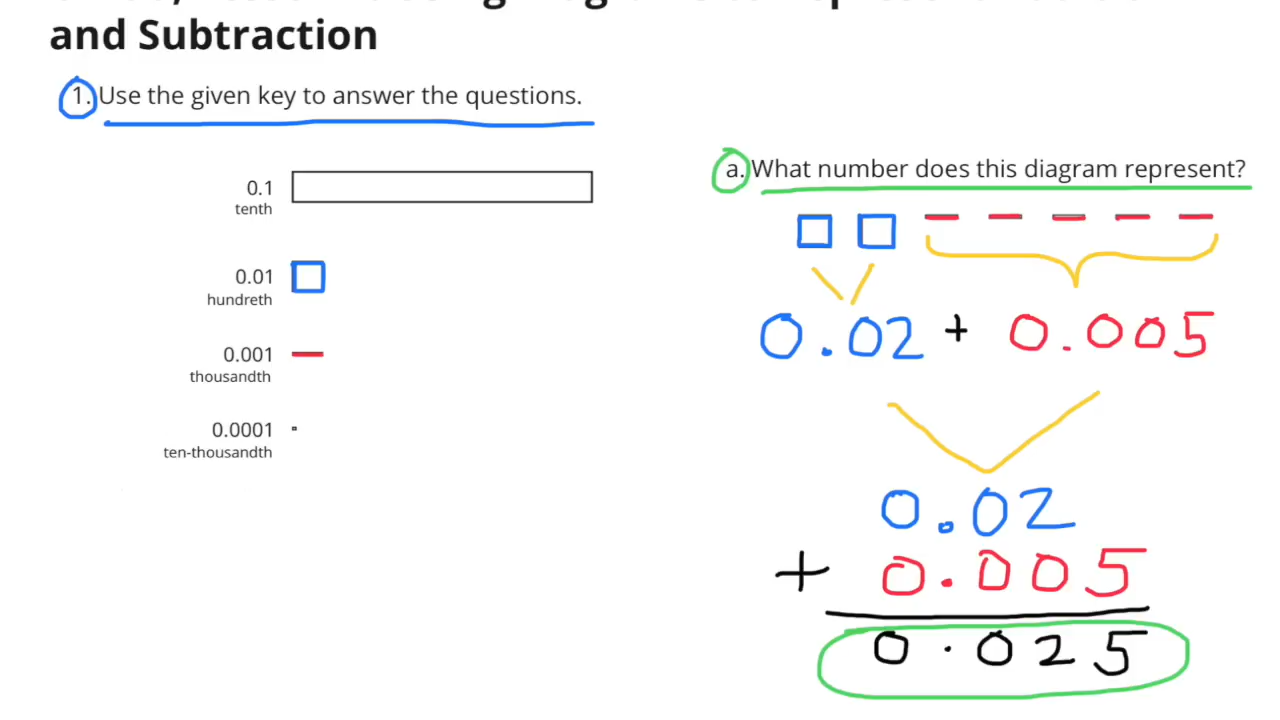 and Subtraction
1. Use the given key to answer the questions.
0.1
tenth
0.01
hundreth
0.001
thousandth
0.0001
ten-thousandth
a. What number does this diagram represent?
0.02 + 0.005
0.02
+ 0.005
0.025